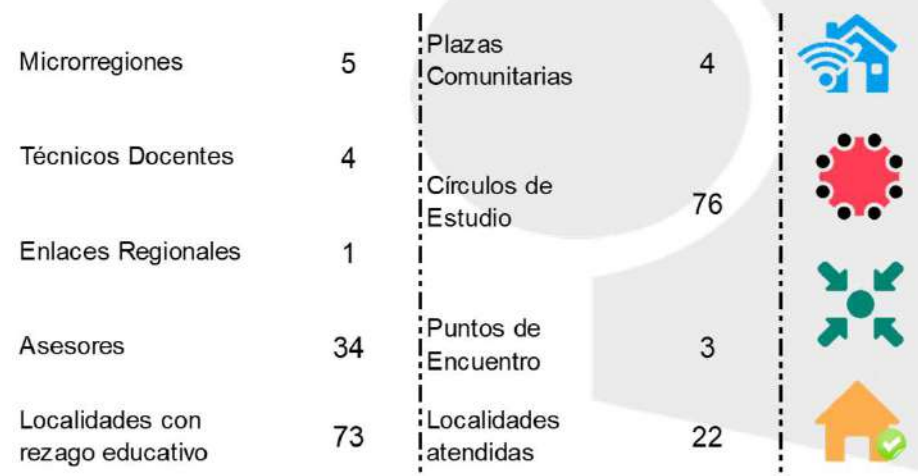 Microrregiones 5
Técnicos Docentes 4
Enlaces Regionales 1
Asesores 34
Localidades con
rezago educativo 73
Plazas
Comunitarias 4
Círculos de
Estudio 76
Puntos de
Encuentro 3
Localidades
atendidas 22